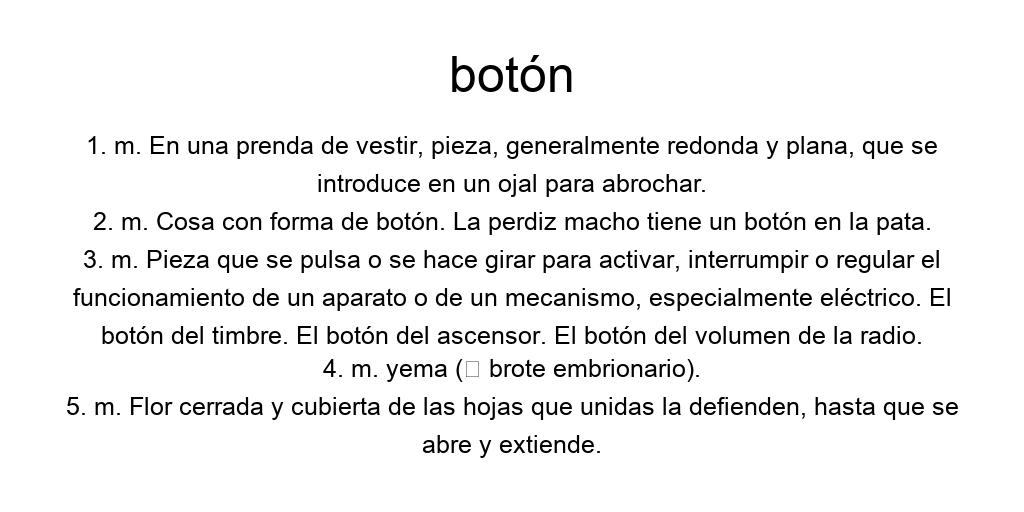 botón
1. m. En una prenda de vestir, pieza, generalmente redonda y plana, que se
introduce en un ojal para abrochar.
2. m. Cosa con forma de botón. La perdiz macho tiene un botón en la pata.
3. m. Pieza que se pulsa o se hace girar para activar, interrumpir o regular el
funcionamiento de un aparato o de un mecanismo, especialmente eléctrico. El
botón del timbre. El botón del ascensor. El botón del volumen de la radio.
4. m. yema (▯ brote embrionario).
5. m. Flor cerrada y cubierta de las hojas que unidas la defienden, hasta que se
abre y extiende.